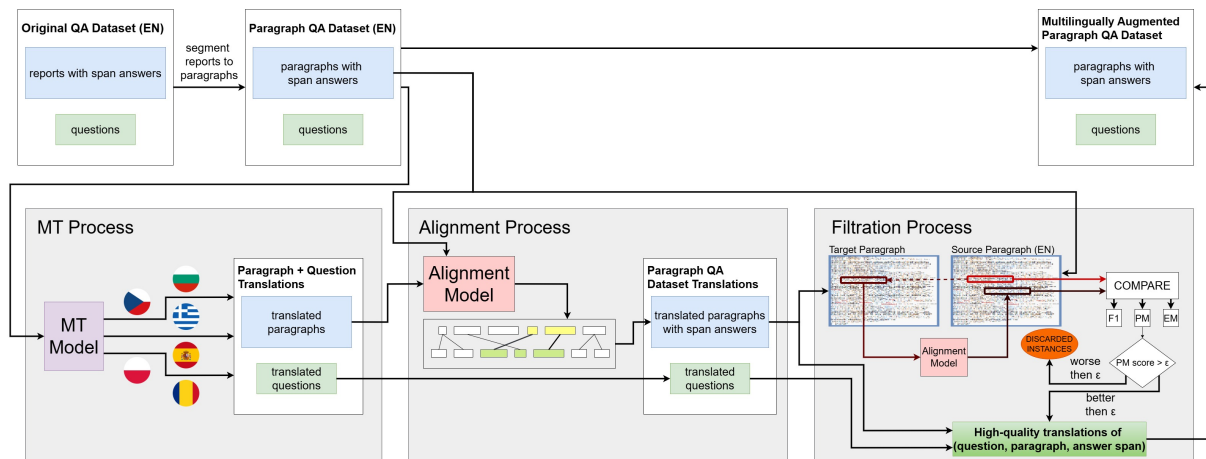 Original QA Dataset (EN)
reports with span answers
questions
segment
reports to
paragraphs
Paragraph QA Dataset (EN)
paragraphs with
span answers
questions
Multilingually Augmented
Paragraph QA Dataset
paragraphs with
span answers
questions
MT Process
MT
Model
Paragraph + Question
Translations
translated
paragraphs
translated
questions
Alignment Process
Alignment
Model
Paragraph QA
Dataset Translations
translated paragraphs
with span answers
translated
questions
Filtration Process
Target Paragraph
Source Paragraph (EN)
Alignment
Model
COMPARE
F1
PM
EM
PM score > ε
DISCARDED
INSTANCES
worse
then ε
better
then ε
High-quality translations of
(question, paragraph, answer span)